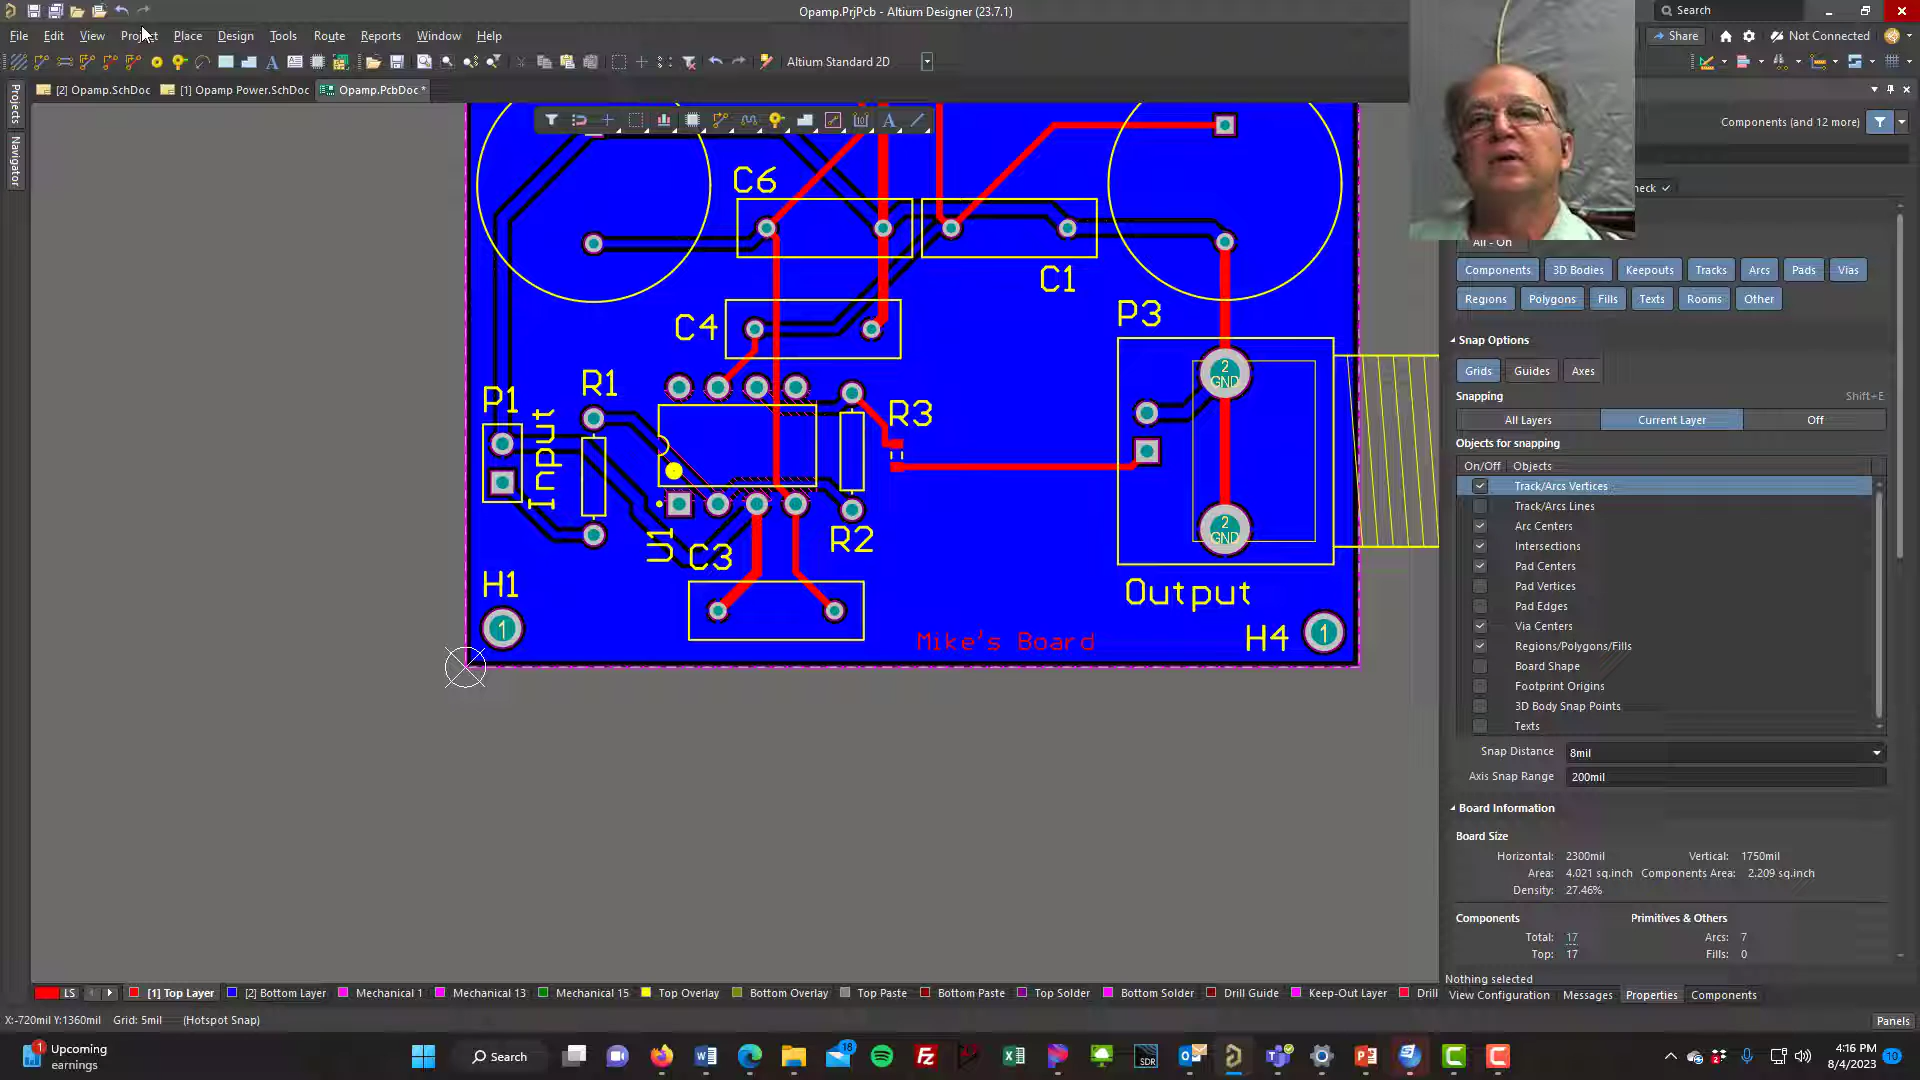 Opamp.PrjPcb - Altium Designer (23.7.1)
Search
File Edit View Project Place Design Tools Route Reports Window Help
Share
Not Connected
Altium Standard 2D
[2] Opamp.SchDoc
[1] Opamp Power.SchDoc
Opamp.PcbDoc *
Projects
Navigator
Components (and 12 more)
All - On
Components 3D Bodies Keepouts Tracks Arcs Pads Vias
Regions Polygons Fills Texts Rooms Other
Snap Options
Grids Guides Axes
Snapping Shift+E
All Layers Current Layer Off
Objects for snapping
On/Off Objects
Track/Arcs Vertices
Track/Arcs Lines
Arc Centers
Intersections
Pad Centers
Pad Vertices
Pad Edges
Via Centers
Regions/Polygons/Fills
Board Shape
Footprint Origins
3D Body Snap Points
Texts
Snap Distance 8mil
Axis Snap Range 200mil
Board Information
Board Size
Horizontal: 2300mil Vertical: 1750mil
Area: 4.021 sq.inch Components Area: 2.209 sq.inch
Density: 27.46%
Components Primitives & Others
Total: 17 Arcs: 7
Top: 17 Fills: 0
Nothing selected
View Configuration Messages Properties Components
C6
C1
C4
P3
2
GND
R1
P1
Input
R3
2
GND
U1
C3
R2
H1
1
Output
Mike's Board
H4
1
LS
[1] Top Layer
[2] Bottom Layer
Mechanical 1
Mechanical 13
Mechanical 15
Top Overlay
Bottom Overlay
Top Paste
Bottom Paste
Top Solder
Bottom Solder
Drill Guide
Keep-Out Layer
Drill
X:-720mil Y:1360mil Grid: 5mil (Hotspot Snap)
Panels
1
Upcoming
earnings
Search
18
SDR
4:16 PM
8/4/2023
10